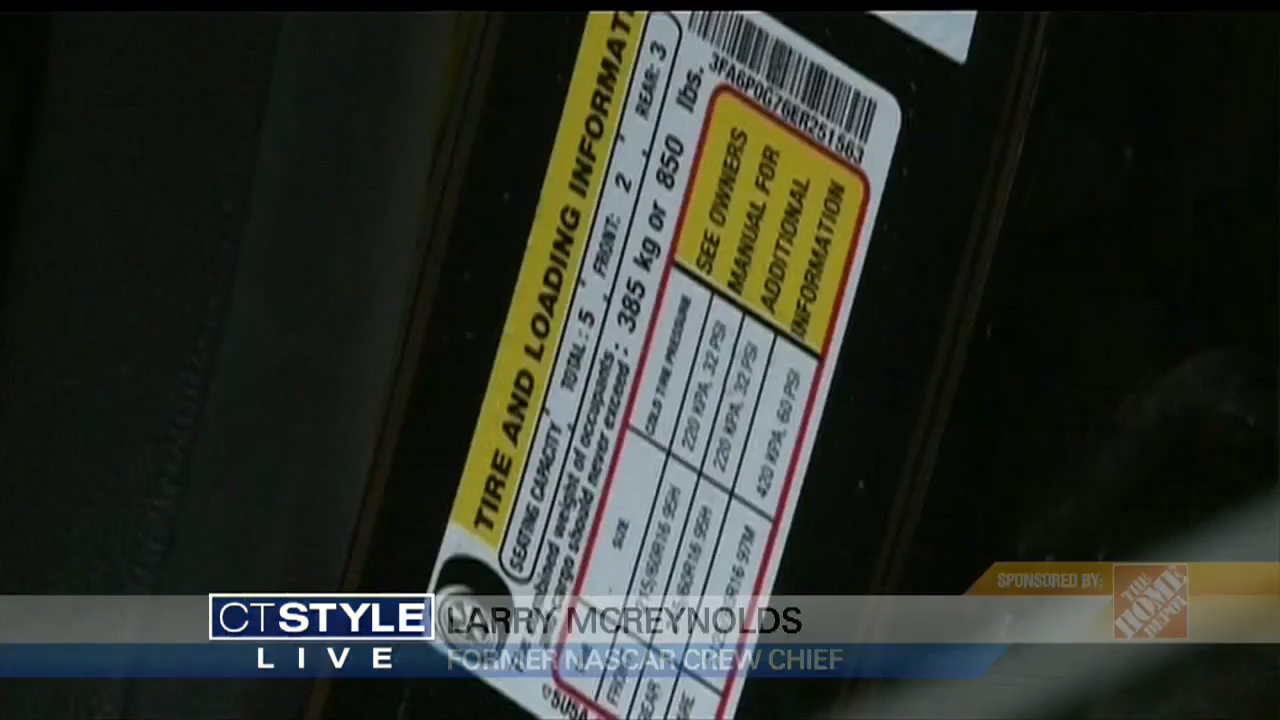 TIRE AND LOADING INFORMAT
SEATING CAPACITY TOTAL : 5 FRONT: 2 REAR: 3
bined weight of occupants
cargo should never exceed : 385 kg or 850 lbs.
3FA6P0G76ER251563
SIZE COLD TIRE PRESSURE
220 KPA, 32 PSI
220 KPA, 32 PSI
420 KPA, 60 PSI
SEE OWNERS
MANUAL FOR
ADDITIONAL
INFORMATION
SPONSORED BY:
THE
HOME
DEPOT
CT STYLE
LIVE
LARRY MCREYNOLDS
FORMER NASCAR CREW CHIEF